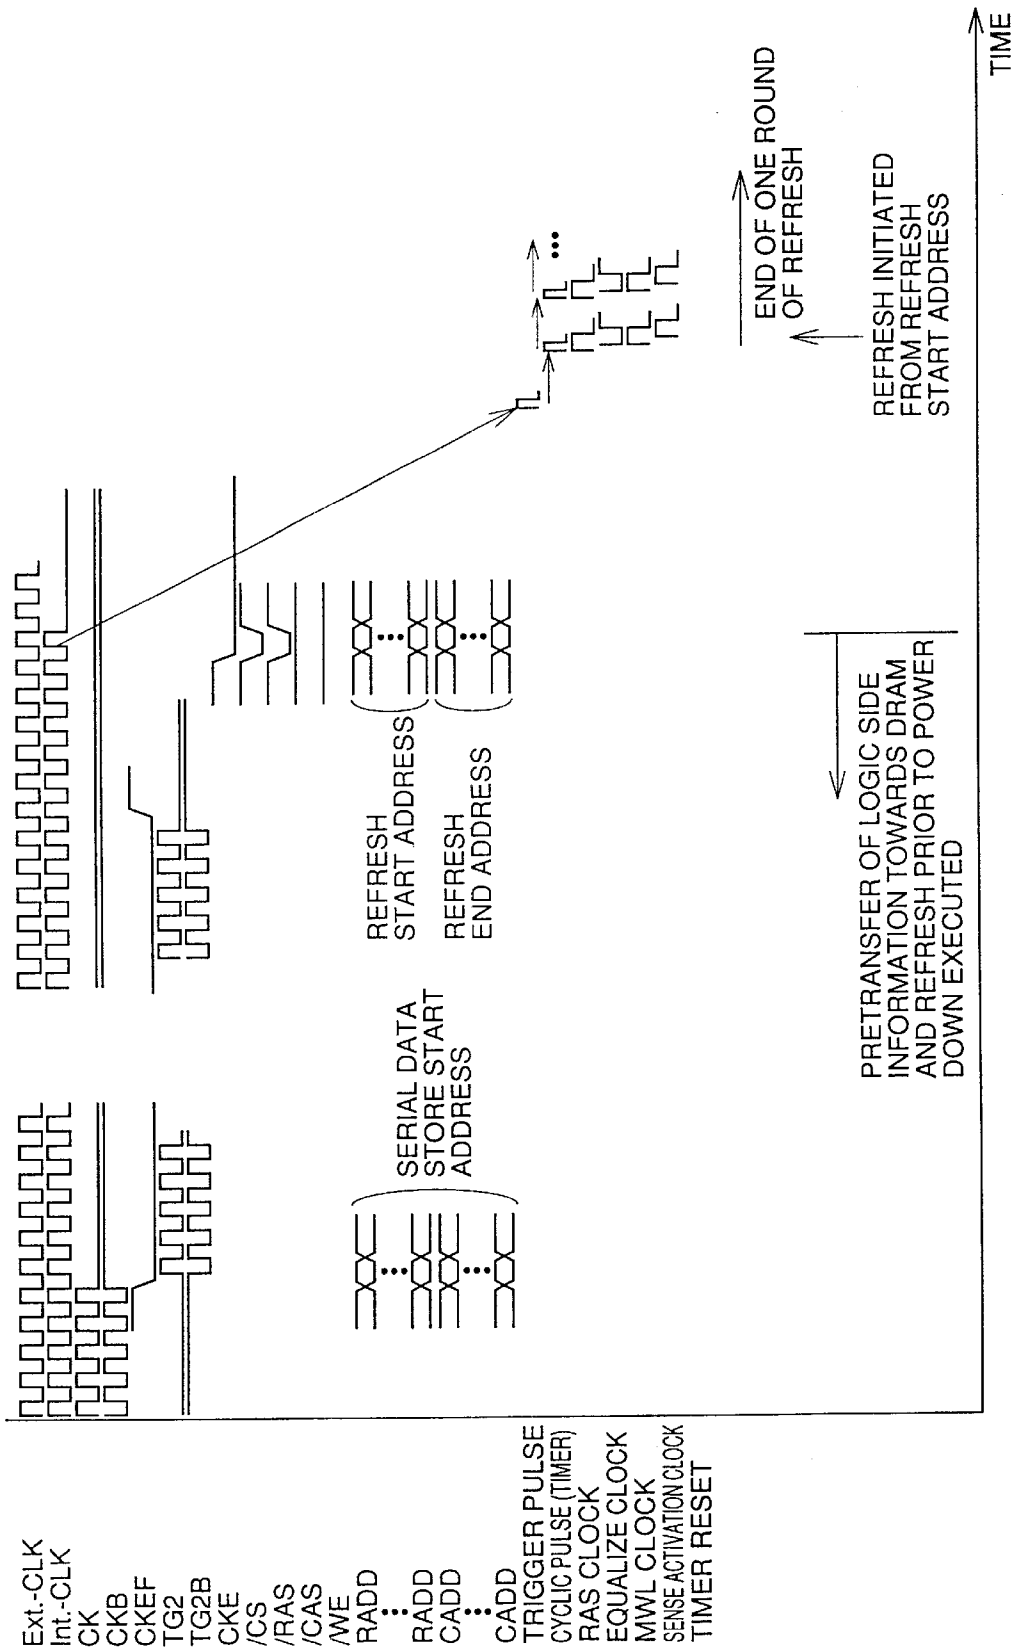 Ext.-CLK
Int.-CLK
CK
CKB
CKEF
TG2
TG2B
CKE
/CS
/RAS
/CAS
/WE
RADD
RADD
CADD
CADD
TRIGGER PULSE
CYCLIC PULSE (TIMER)
RAS CLOCK
EQUALIZE CLOCK
MWL CLOCK
SENSE ACTIVATION CLOCK
TIMER RESET
SERIAL DATA
STORE START
ADDRESS
REFRESH
START ADDRESS
REFRESH
END ADDRESS
PRETRANSFER OF LOGIC SIDE
INFORMATION TOWARDS DRAM
AND REFRESH PRIOR TO POWER
DOWN EXECUTED
END OF ONE ROUND
OF REFRESH
REFRESH INITIATED
FROM REFRESH
START ADDRESS
TIME